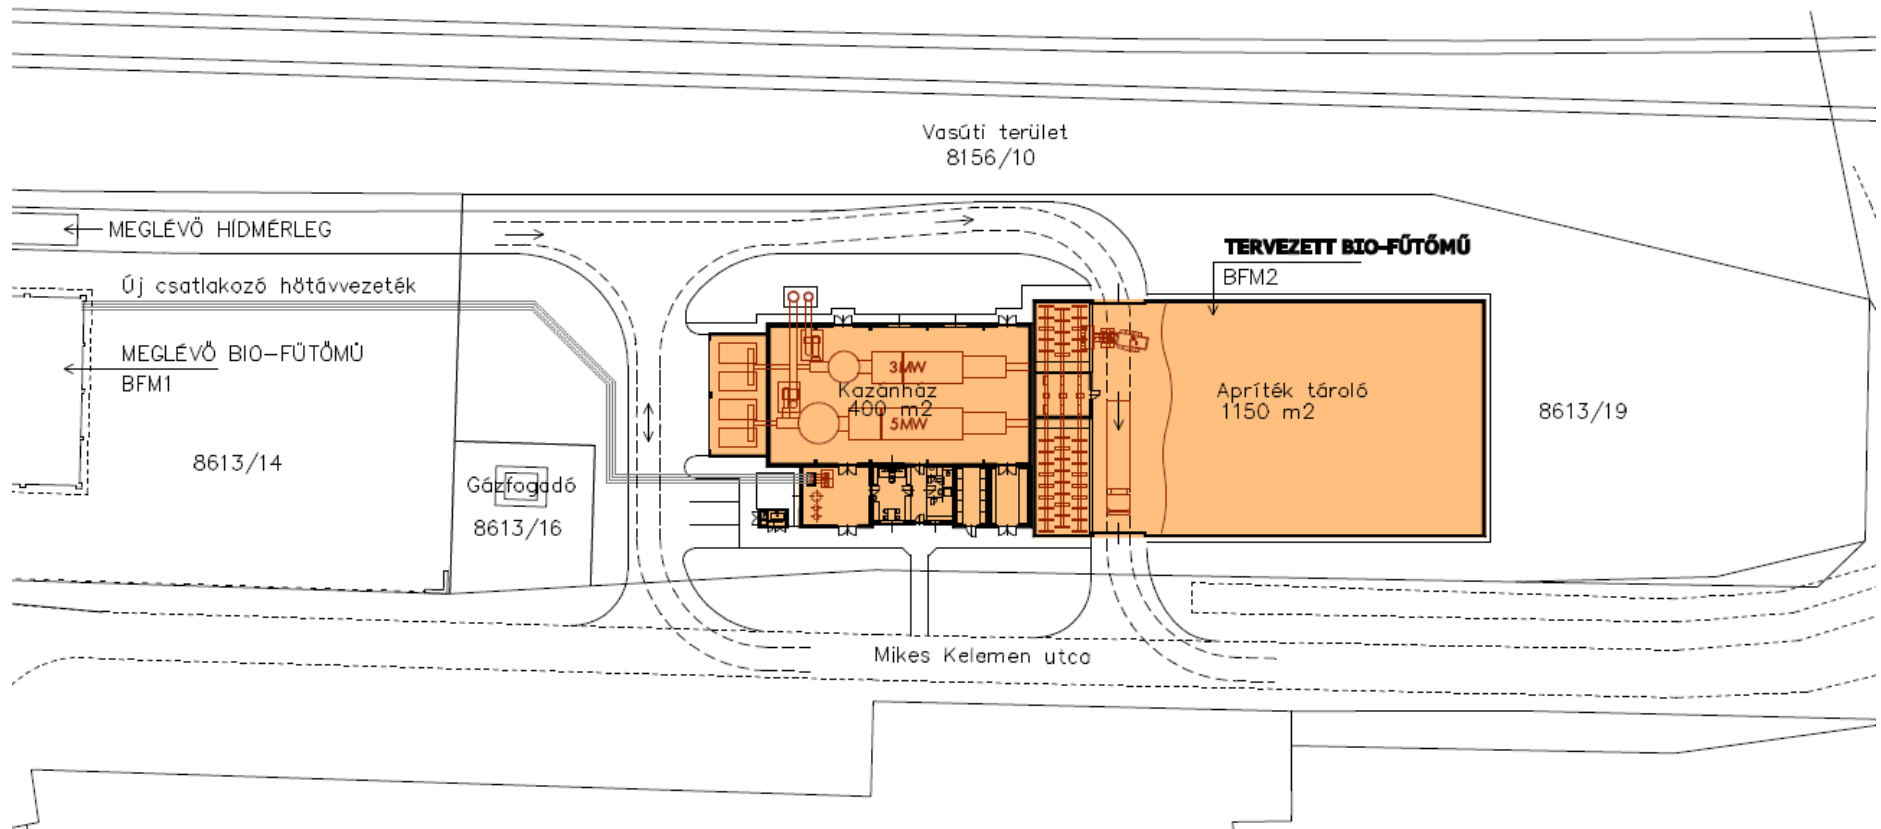 Vasúti terület
8156/10
MEGLÉVŐ HÍDMÉRLEG
TERVEZETT BIO-FŰTŐMŰ
BFM2
Új csatlakozó hőtávvezeték
MEGLÉVŐ BIO-FŰTŐMŰ
BFM1
3MW
Kazánház
400 m2
5MW
Apríték tároló
1150 m2
8613/19
8613/14
Gázfogadó
8613/16
Mikes Kelemen utca